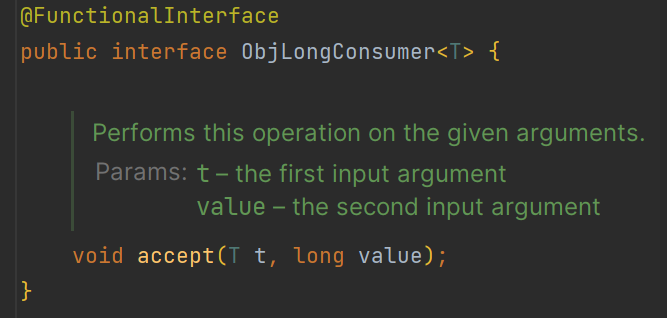 @FunctionalInterface
public interface ObjLongConsumer<T> {
Performs this operation on the given arguments.
Params: t – the first input argument
value – the second input argument
void accept(T t, long value);
}